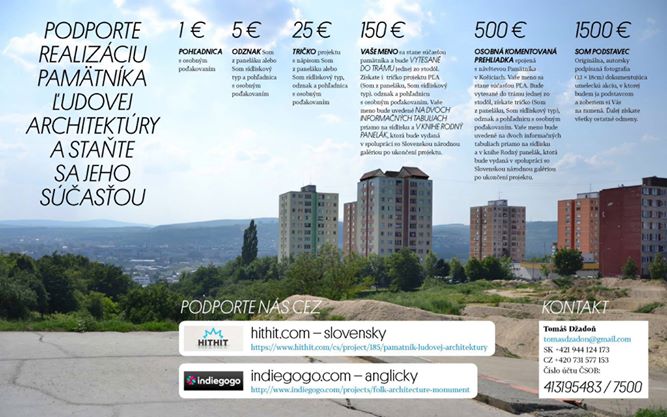 PODPORTE
REALIZÁCIU
PAMÄTNÍKA
ĽUDOVEJ
ARCHITEKTÚRY
A STAŇTE
SA JEHO
SÚČASŤOU
1 €
POHĽADNICA
s osobným
poďakovaním
5 €
ODZNAK Som
z paneláku alebo
Som sídliskový
typ a pohľadnica
s osobným
poďakovaním
25 €
TRIČKO projektu
s nápisom Som
z paneláku alebo
Som sídliskový typ,
odznak a pohľadnica
s osobným
poďakovaním
150 €
VAŠE MENO sa stane súčasťou
pamätníka a bude VYTESANÉ
DO TRÁMU jednej zo stodôl.
Získate i tričko projektu PĽA
(Som z paneláku, Som sídliskový
typ), odznak a pohľadnicu
s osobným poďakovaním. Vaše
meno bude uvedené NA DVOCH
INFORMAČNÝCH TABULIACH
priamo na sídlisku a V KNIHE RODNÝ
PANELÁK, ktorá bude vydaná
v spolupráci so Slovenskou národnou
galériou po ukončení projektu.
500 €
OSOBNÁ KOMENTOVANÁ
PREHLIADKA spojená
s návštevou Pamätníka
v Košiciach. Vaše meno sa
stane súčasťou PĽA. Bude
vytesané do trámu jednej zo
stodôl, získate tričko (Som
z paneláku, Som sídliskový typ),
odznak a pohľadnicu s osobným
poďakovaním. Vaše meno bude
uvedené na dvoch informačných
tabuliach priamo na sídlisku
a v knihe Rodný panelák, ktorá
bude vydaná v spolupráci so
Slovenskou národnou galériou
po ukončení projektu.
1500 €
SOM PODSTAVEC
Originálna, autorsky
podpísaná fotografia
(13 × 18cm) dokumentujúca
umeleckú akciu, v ktorej
budem ja podstavcom
a zoberiem si Vás
na ramená. Ďalej získate
všetky ostatné odmeny.
PODPORTE NÁS CEZ
HITHIT
hithit.com – slovensky
https://www.hithit.com/cs/project/185/pamatnik-ludovej-architektury
indiegogo
indiegogo.com – anglicky
http://www.indiegogo.com/projects/folk-architecture-monument
KONTAKT
Tomáš Džadoň
tomasdzadon@gmail.com
SK +421 944 124 173
CZ +420 731 577 153
Číslo účtu ČSOB:
413195483 / 7500